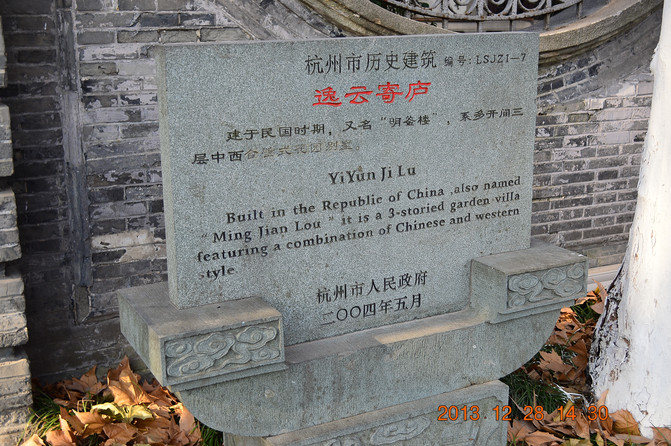 杭州市历史建筑 编号：LSJZ1-7
逸云寄庐
建于民国时期，又名“明鉴楼”，系多开间三
层中西合璧式花园别墅。
YiYun Ji Lu
Built in the Republic of China ,also named
“ Ming Jian Lou ” it is a 3-storied garden villa
featuring a combination of Chinese and western
style
杭州市人民政府
二〇〇四年五月
2013 12 28 14:30